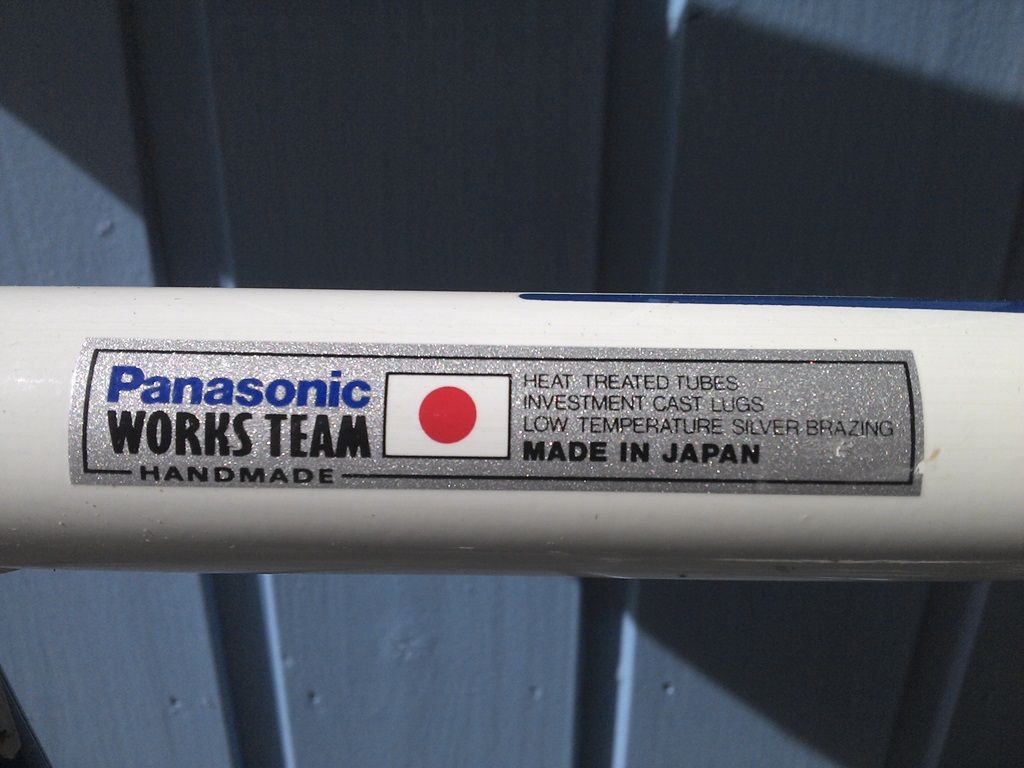 Panasonic
WORKS TEAM
HANDMADE
HEAT TREATED TUBES
INVESTMENT CAST LUGS
LOW TEMPERATURE SILVER BRAZING
MADE IN JAPAN